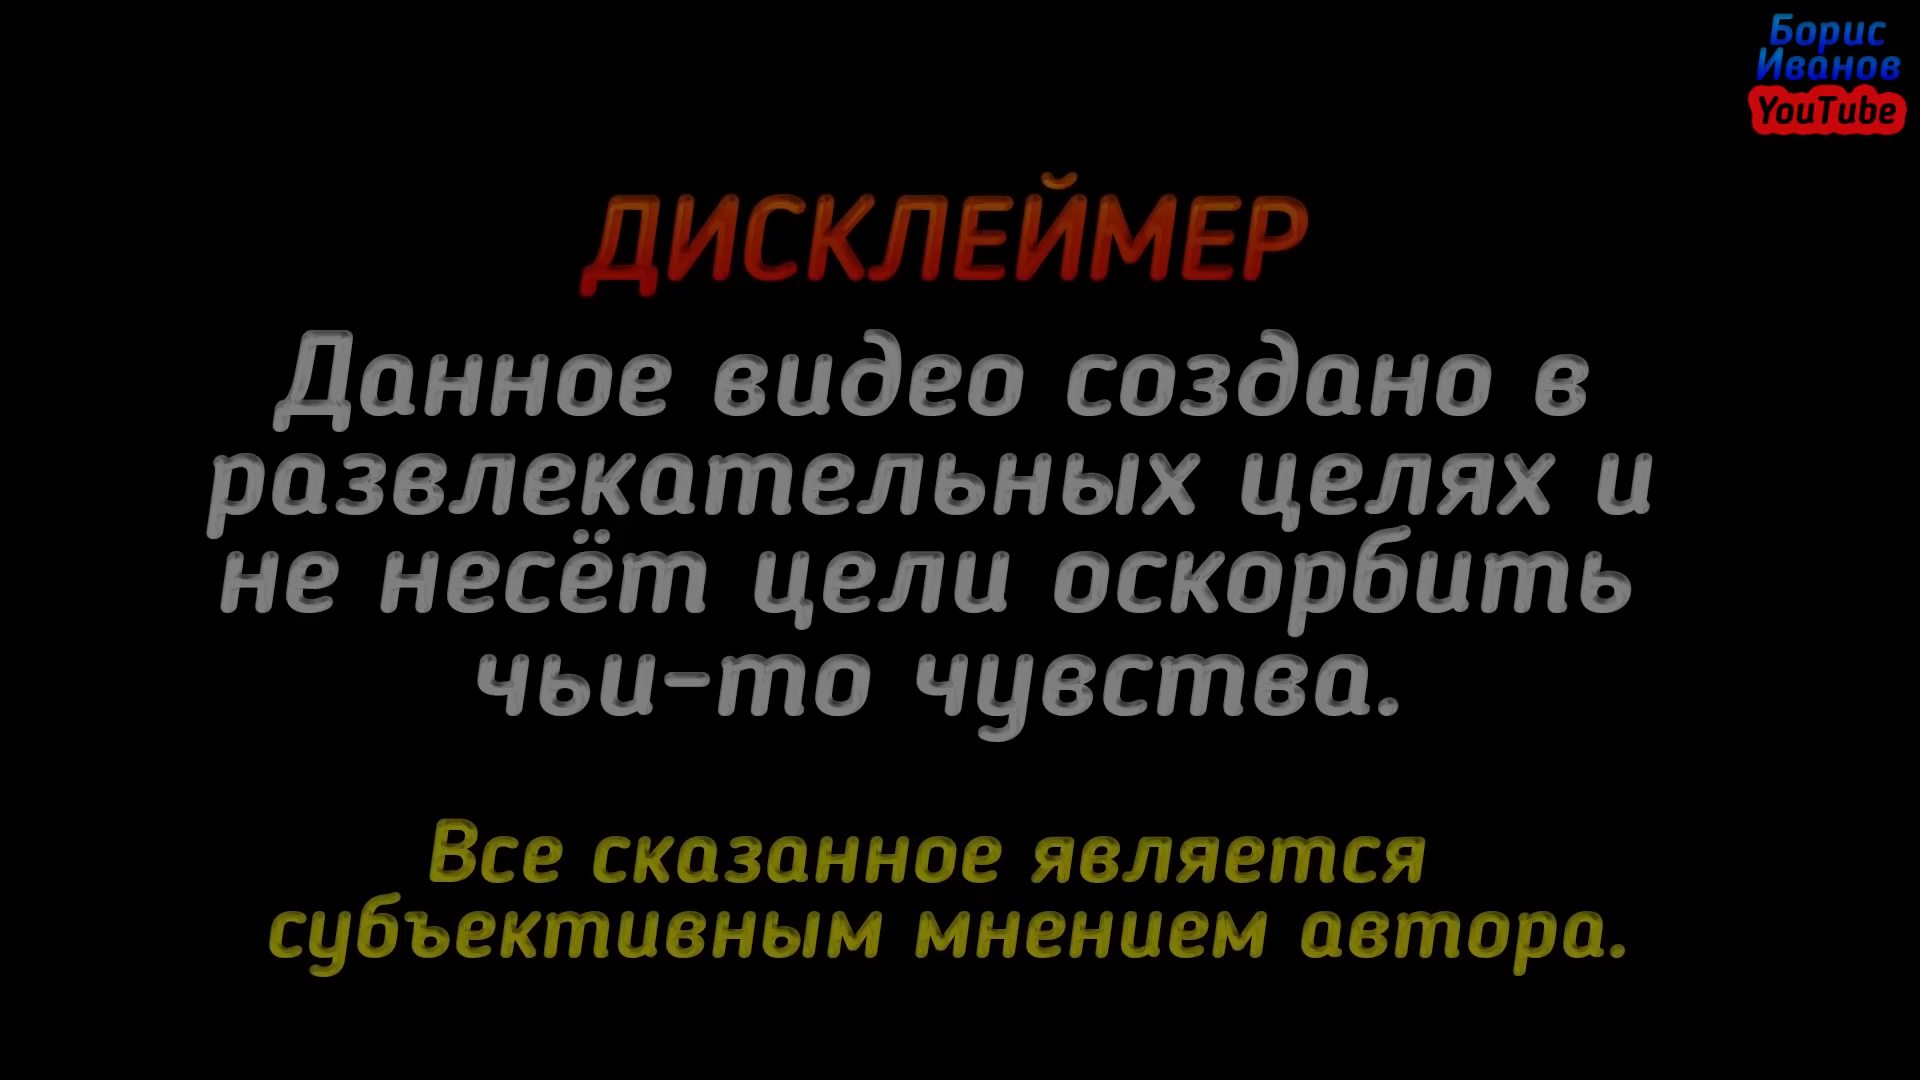 Борис
Иванов
YouTube
ДИСКЛЕЙМЕР
Данное видео создано в
развлекательных целях и
не несёт цели оскорбить
чьи-то чувства.
Все сказанное является
субъективным мнением автора.